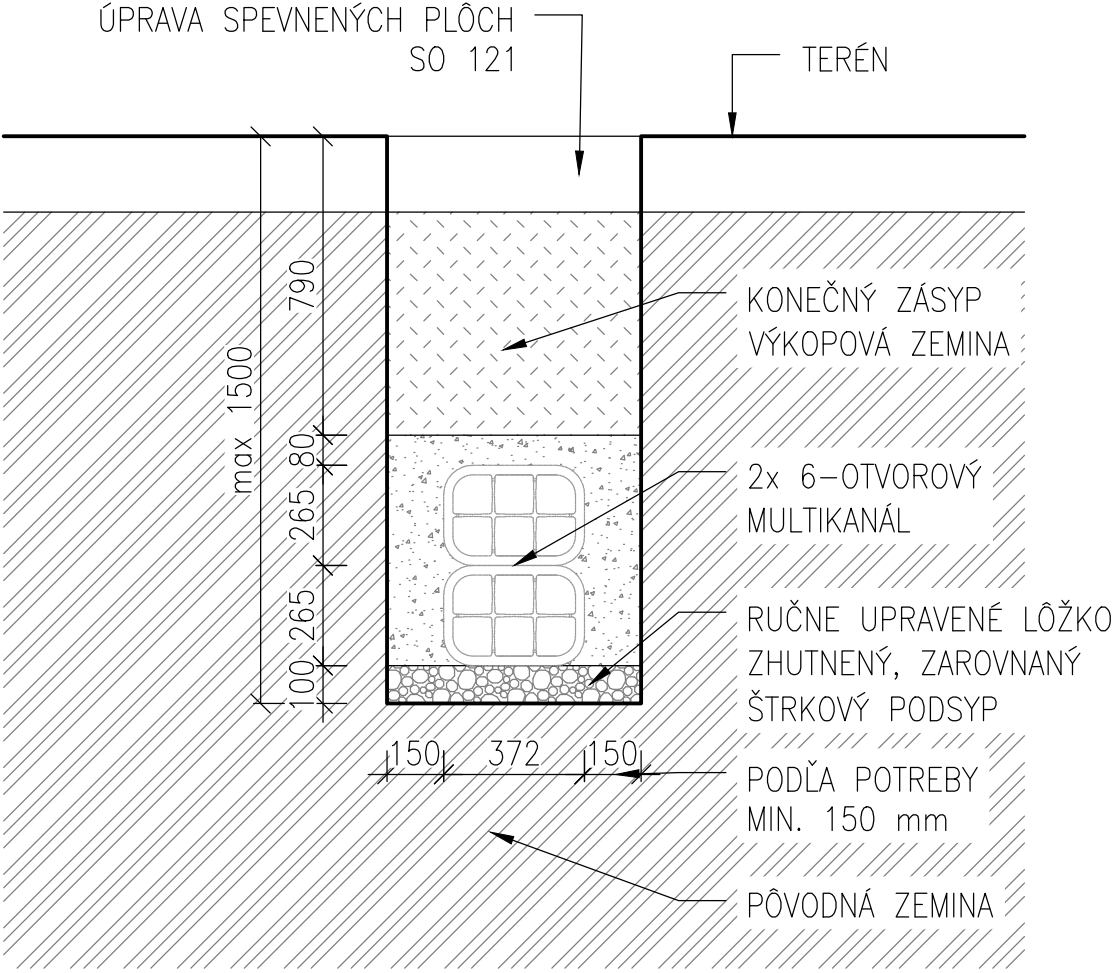 ÚPRAVA SPEVNENÝCH PLÔCH
SO 121
TERÉN
790
max 1500
80
265
265
100
KONEČNÝ ZÁSYP
VÝKOPOVÁ ZEMINA
2x 6-OTVOROVÝ
MULTIKANÁL
RUČNE UPRAVENÉ LÔŽKO
ZHUTNENÝ, ZAROVNANÝ
ŠTRKOVÝ PODSYP
150
372
150
PODĽA POTREBY
MIN. 150 mm
PÔVODNÁ ZEMINA